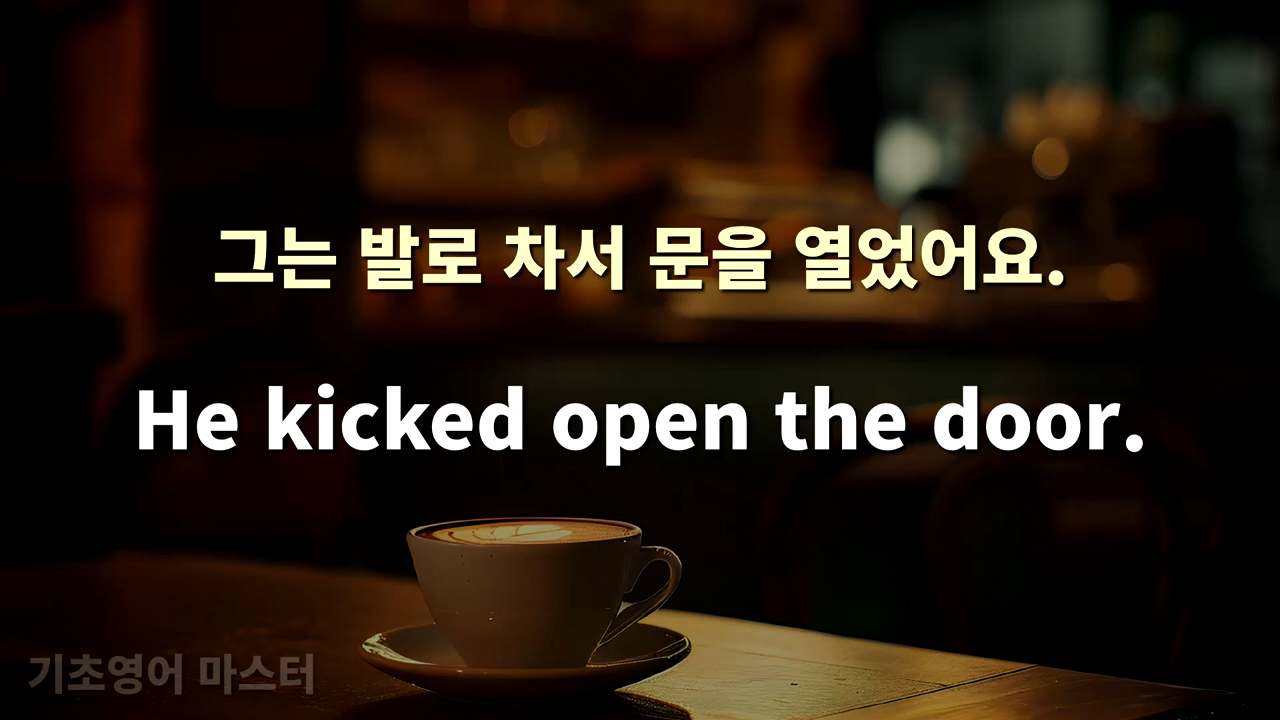 그는 발로 차서 문을 열었어요.
He kicked open the door.
기초영어 마스터